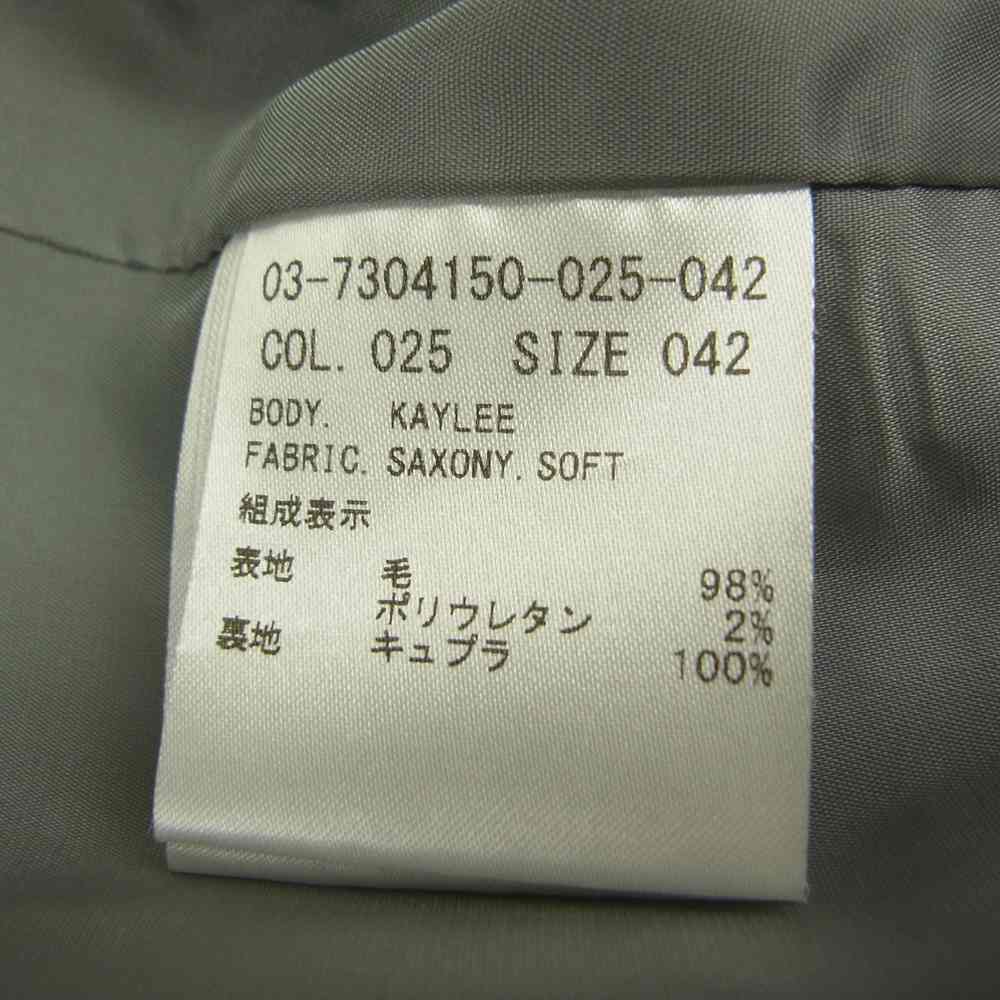 03-7304150-025-042
COL. 025 SIZE 042
BODY. KAYLEE
FABRIC. SAXONY. SOFT
組成表示
表地 毛 98%
ポリウレタン 2%
裏地 キュプラ 100%